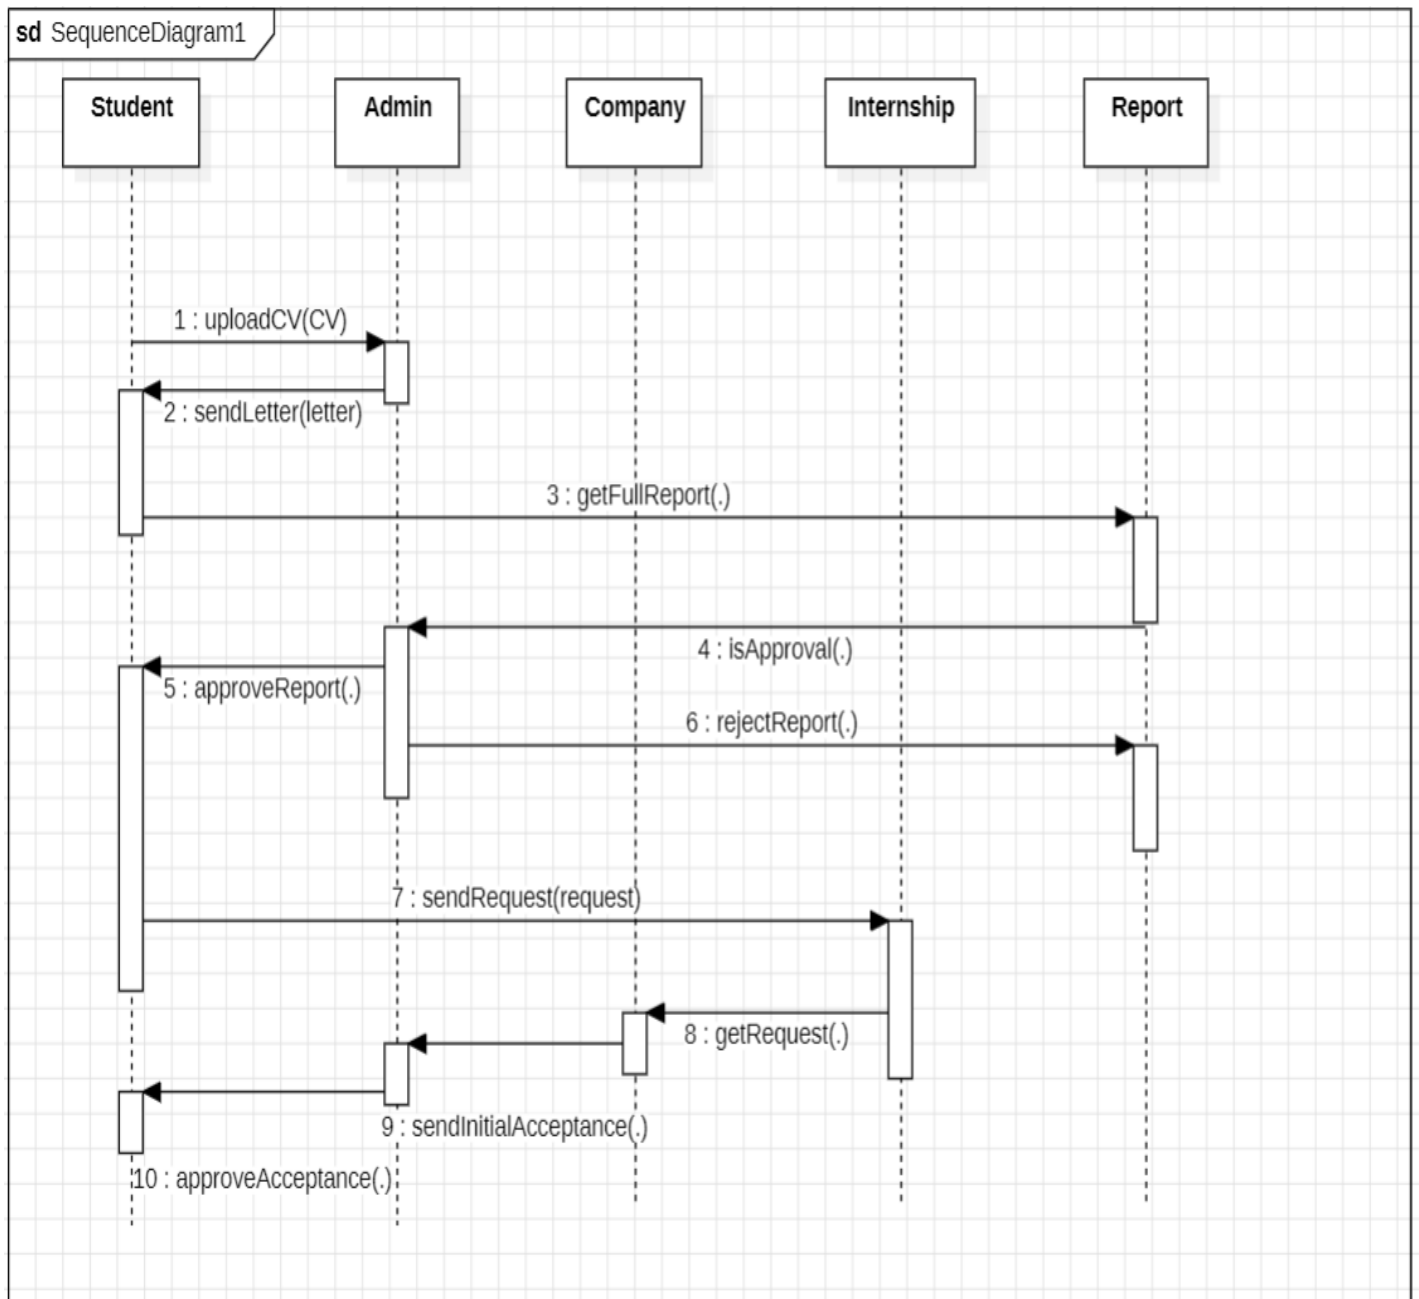 sd SequenceDiagram1
Student
Admin
Company
Internship
Report
1 : uploadCV(CV)
2 : sendLetter(letter)
3 : getFullReport(.)
4 : isApproval(.)
5 : approveReport(.)
6 : rejectReport(.)
7 : sendRequest(request)
8 : getRequest(.)
9 : sendInitialAcceptance(.)
10 : approveAcceptance(.)